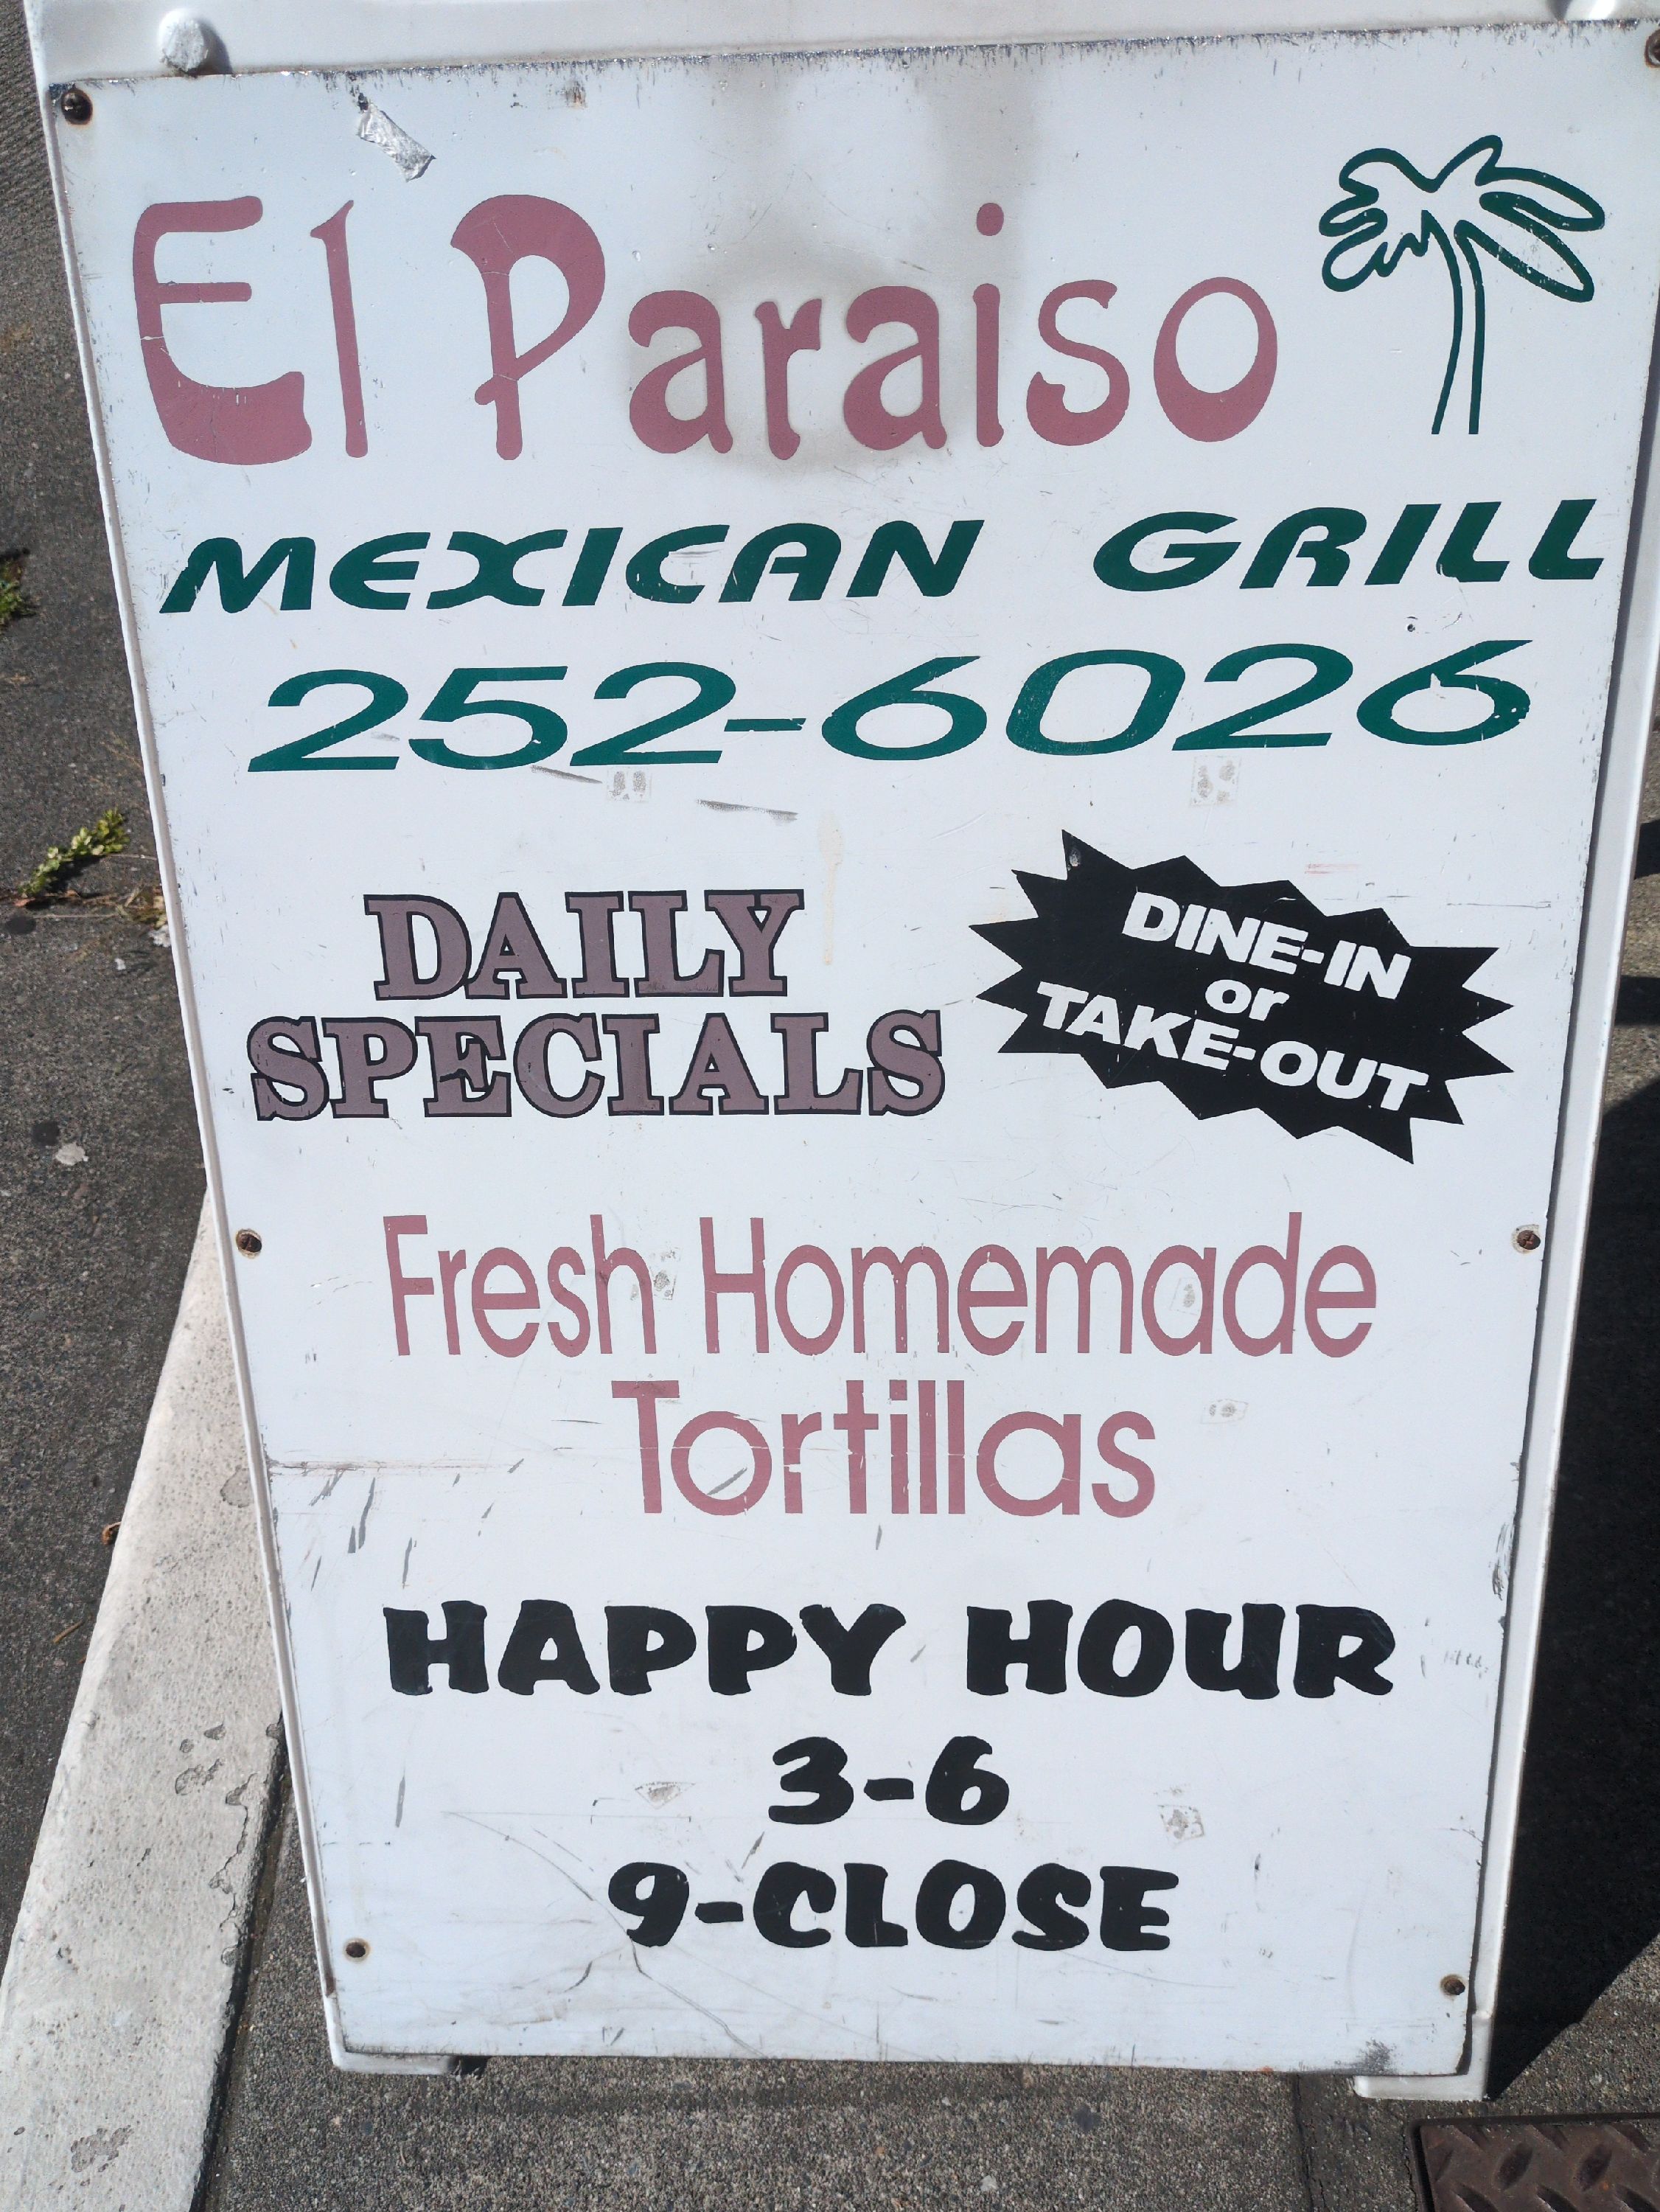 El Paraiso
MEXICAN GRILL
252-6026
DAILY
SPECIALS
DINE-IN
or
TAKE-OUT
Fresh Homemade
Tortillas
HAPPY HOUR
3-6
9-CLOSE